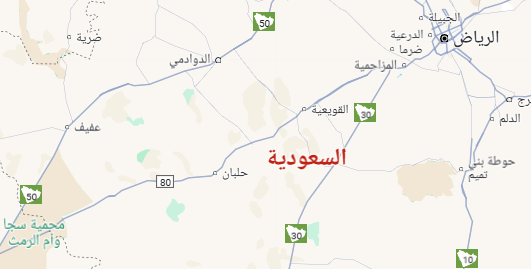 الجبيلة
50
الرياض
الدرعية
ضرية
ضرما
الدوادمي
المزاحمية
القويعية
30
الدلم
عفيف
السعودية
حوطة بني
تميم
حلبان
80
50
محمية سجا
وأم الرمث
30
10